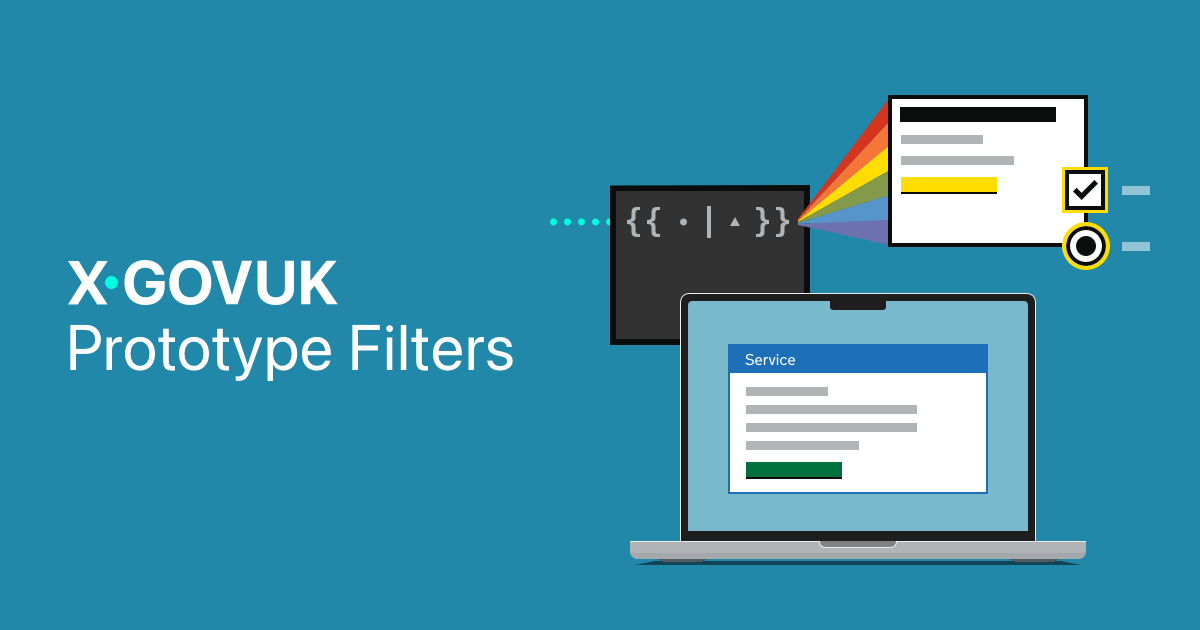 X·GOVUK
Prototype Filters
{{ · | ▲ }}
Service